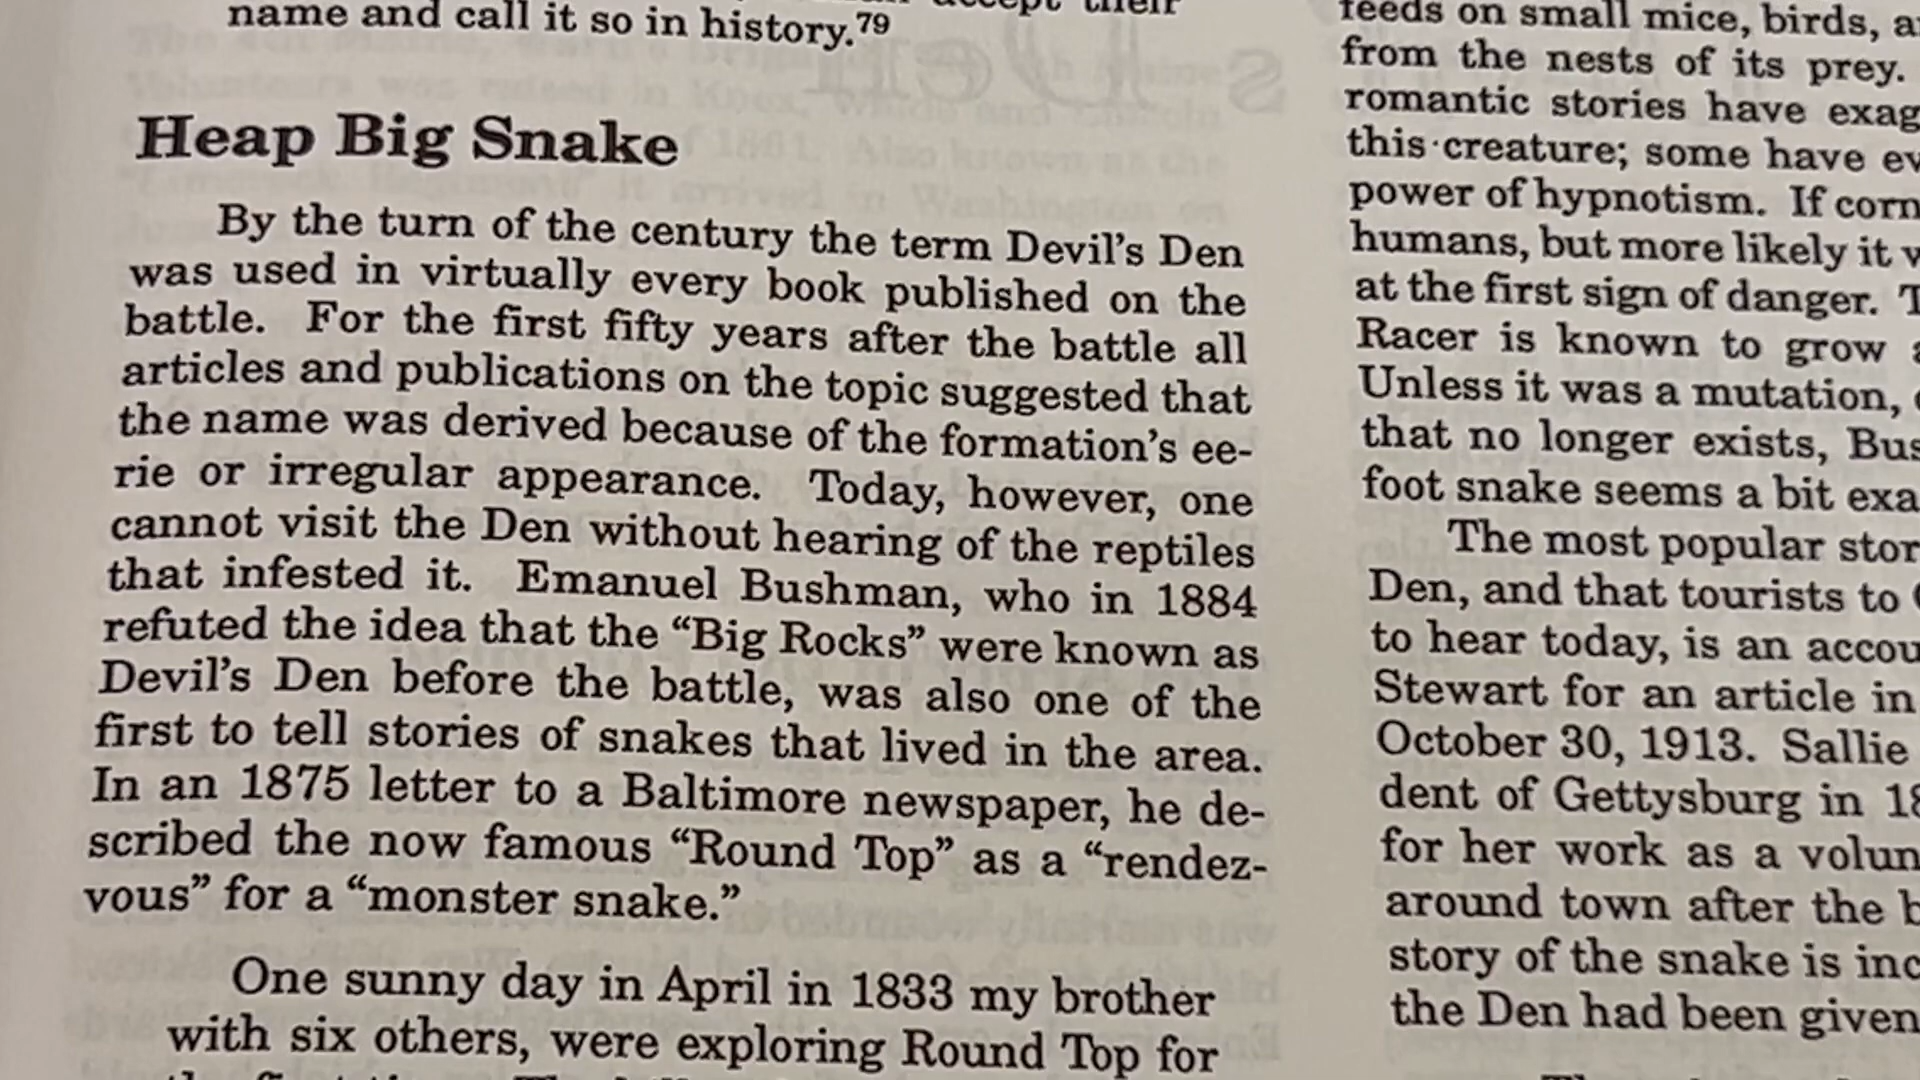 name and call it so in history.79
Heap Big Snake
By the turn of the century the term Devil's Den
was used in virtually every book published on the
battle. For the first fifty years after the battle all
articles and publications on the topic suggested that
the name was derived because of the formation's ee-
rie or irregular appearance. Today, however, one
cannot visit the Den without hearing of the reptiles
that infested it. Emanuel Bushman, who in 1884
refuted the idea that the “Big Rocks” were known as
Devil's Den before the battle, was also one of the
first to tell stories of snakes that lived in the area.
In an 1875 letter to a Baltimore newspaper, he de-
scribed the now famous “Round Top” as a “rendez-
vous” for a “monster snake.”
One sunny day in April in 1833 my brother
with six others, were exploring Round Top for
feeds on small mice, birds,
from the nests of its prey.
romantic stories have
this creature; some have
power of hypnotism. If
humans, but more likely it
at the first sign of danger.
Racer is known to grow
Unless it was a mutation,
that no longer exists,
foot snake seems a bit
The most popular
Den, and that tourists to
to hear today, is an
Stewart for an article in
October 30, 1913. Sallie
dent of Gettysburg in
for her work as a
around town after the
story of the snake is
the Den had been given